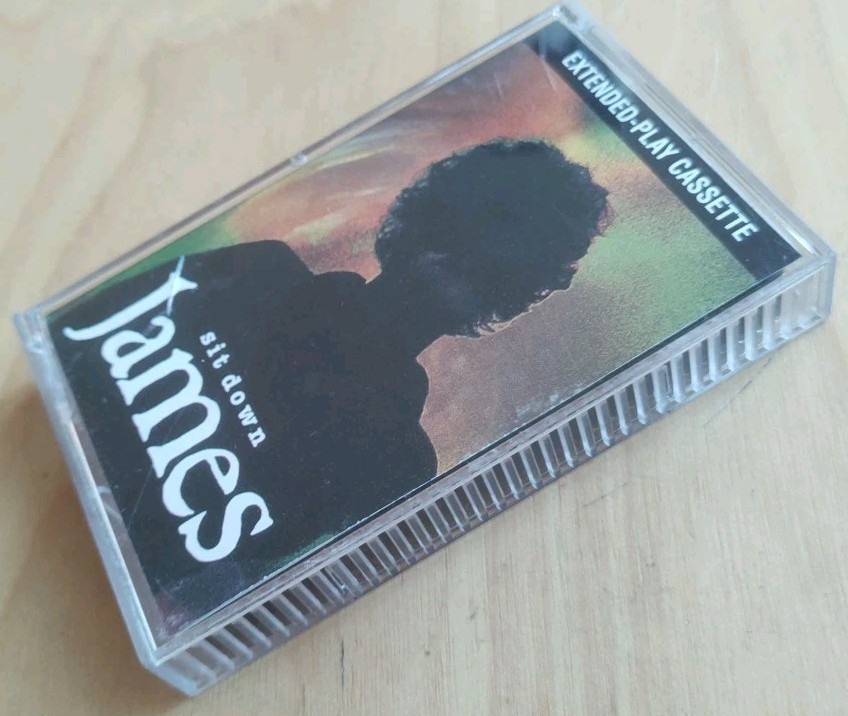 EXTENDED-PLAY CASSETTE
sit down
James